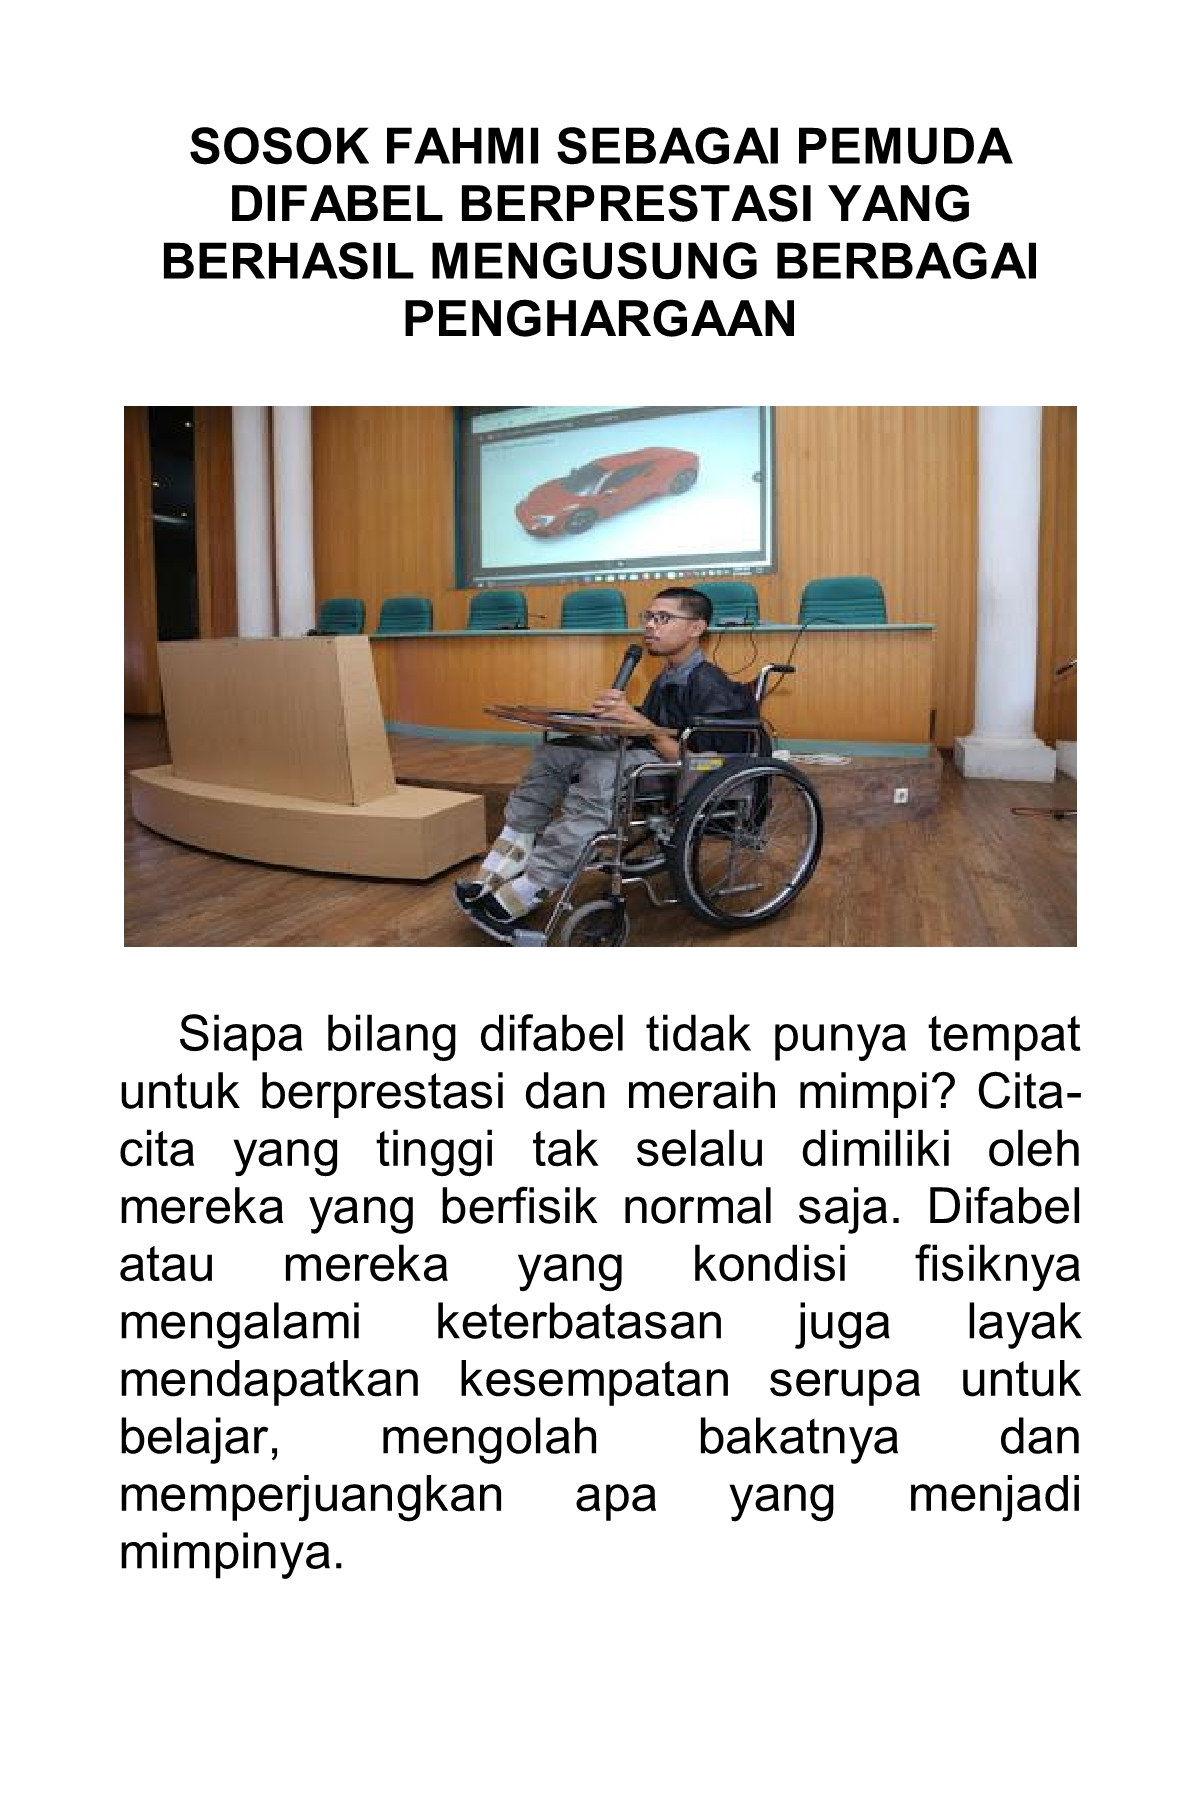 SOSOK FAHMI SEBAGAI PEMUDA
DIFABEL BERPRESTASI YANG
BERHASIL MENGUSUNG BERBAGAI
PENGHARGAAN
Siapa bilang difabel tidak punya tempat
untuk berprestasi dan meraih mimpi? Cita-
cita yang tinggi tak selalu dimiliki oleh
mereka yang berfisik normal saja. Difabel
atau mereka yang kondisi fisiknya
mengalami keterbatasan juga layak
mendapatkan kesempatan serupa untuk
belajar, mengolah bakatnya dan
memperjuangkan apa yang menjadi
mimpinya.